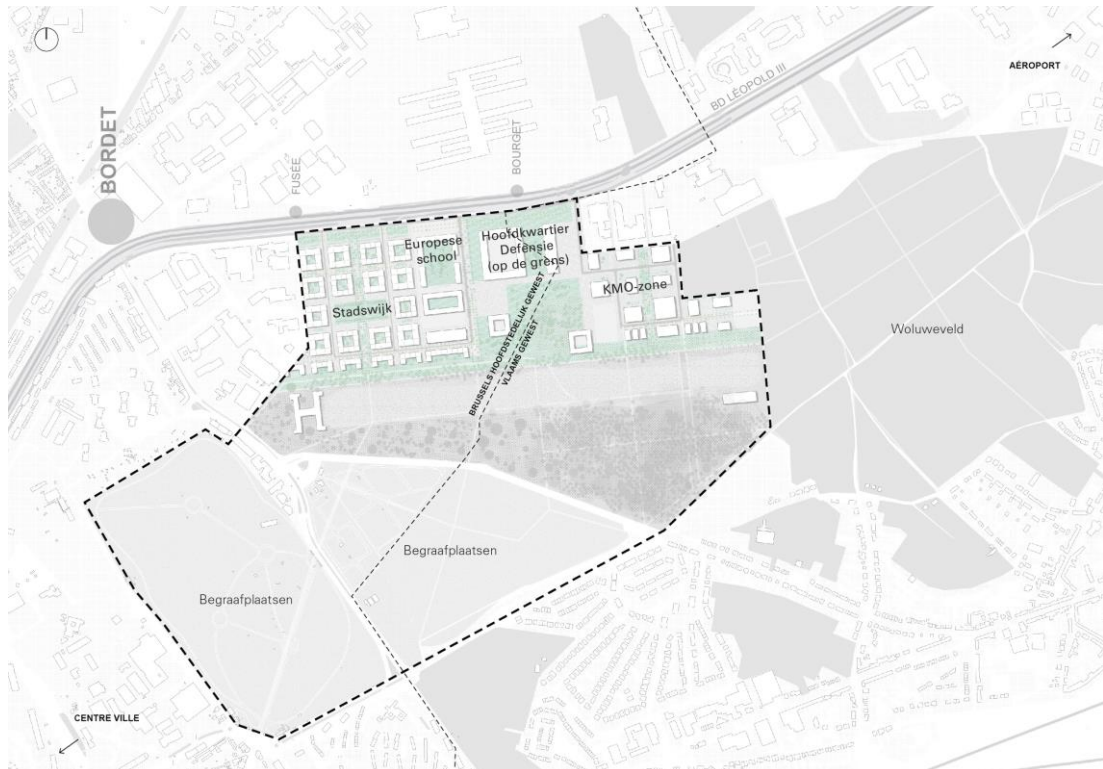 AÉROPORT
BD LÉOPOLD III
BORDET
FUSÉE
BOURGET
Europese
school
Hoofdkwartier
Defensie
(op de grens)
KMO-zone
Stadswijk
Woluweveld
BRUSSELS HOOFDSTEDELIJK GEWEST
VLAAMS GEWEST
Begraafplaatsen
Begraafplaatsen
CENTRE VILLE